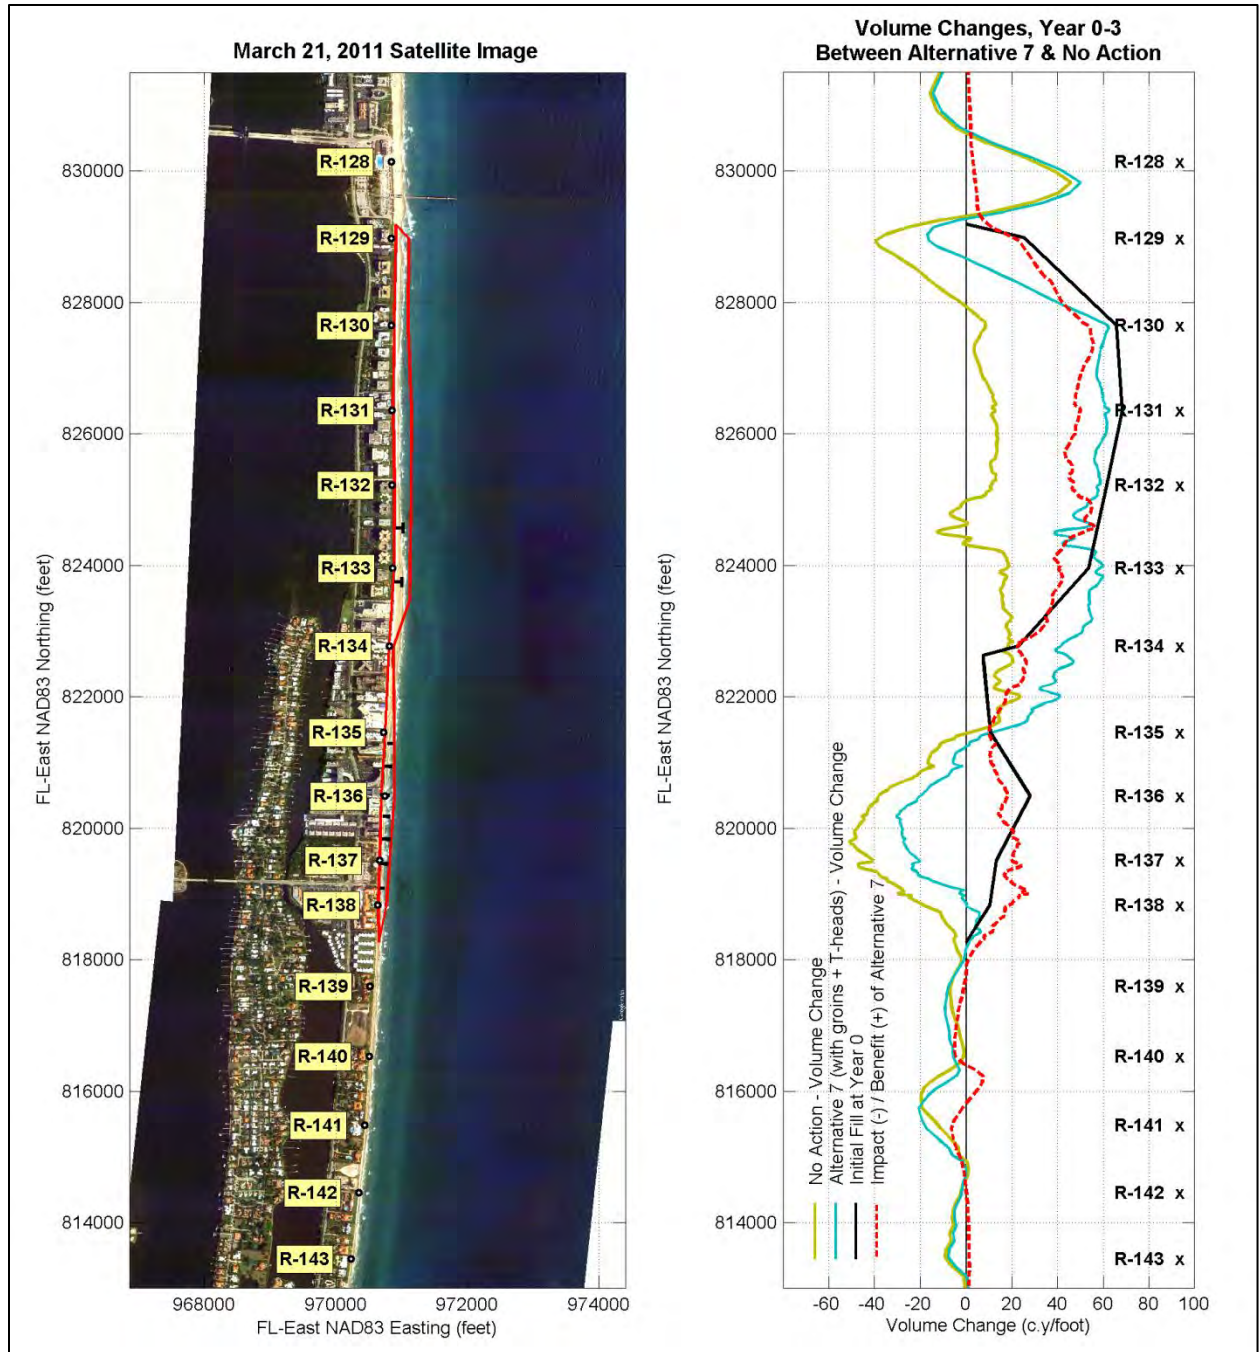 March 21, 2011 Satellite Image
FL-East NAD83 Northing (feet)
830000
828000
826000
824000
822000
820000
818000
816000
814000
R-128
R-129
R-130
R-131
R-132
R-133
R-134
R-135
R-136
R-137
R-138
R-139
R-140
R-141
R-142
R-143
968000 970000 972000 974000
FL-East NAD83 Easting (feet)
Volume Changes, Year 0-3
Between Alternative 7 & No Action
FL-East NAD83 Northing (feet)
830000
828000
826000
824000
822000
820000
818000
816000
814000
R-128 x
R-129 x
R-130 x
R-131 x
R-132 x
R-133 x
R-134 x
R-135 x
R-136 x
R-137 x
R-138 x
R-139 x
R-140 x
R-141 x
R-142 x
R-143 x
No Action - Volume Change
Alternative 7 (with groins + T-heads) - Volume Change
Initial Fill at Year 0
Impact (-) / Benefit (+) of Alternative 7
-60 -40 -20 0 20 40 60 80 100
Volume Change (c.y/foot)